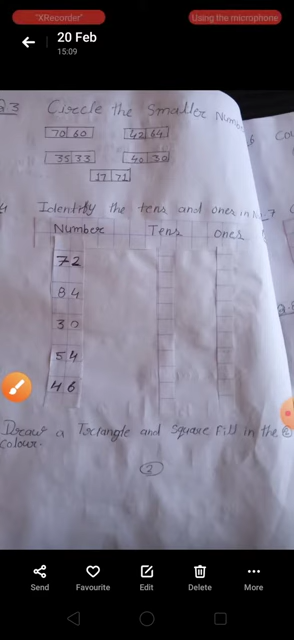 "XRecorder"
Using the microphone
20 Feb
15:09
Q3 Circle the Smaller Number
70 60 42 64
35 33 40 30
17 71
Identify the tens and ones in
Number Tens ones
72
84
30
54
46
Draw a and Square Fill in the
colour.
2
Send
Favourite
Edit
Delete
More